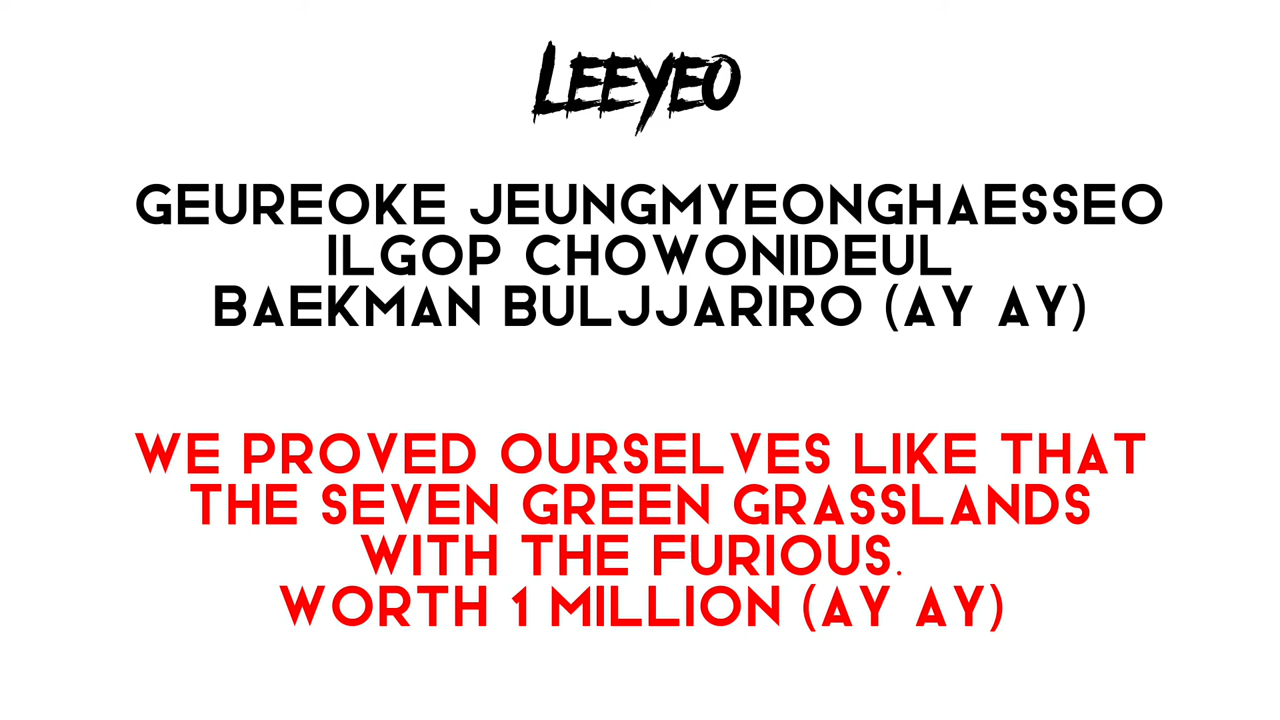 LEEYEO
GEUREOKE JEUNGMYEONGHAESSEO
ILGOP CHOWONIDEUL
BAEKMAN BULJJARIRO (AY AY)
WE PROVED OURSELVES LIKE THAT
THE SEVEN GREEN GRASSLANDS
WITH THE FURIOUS.
WORTH 1 MILLION (AY AY)